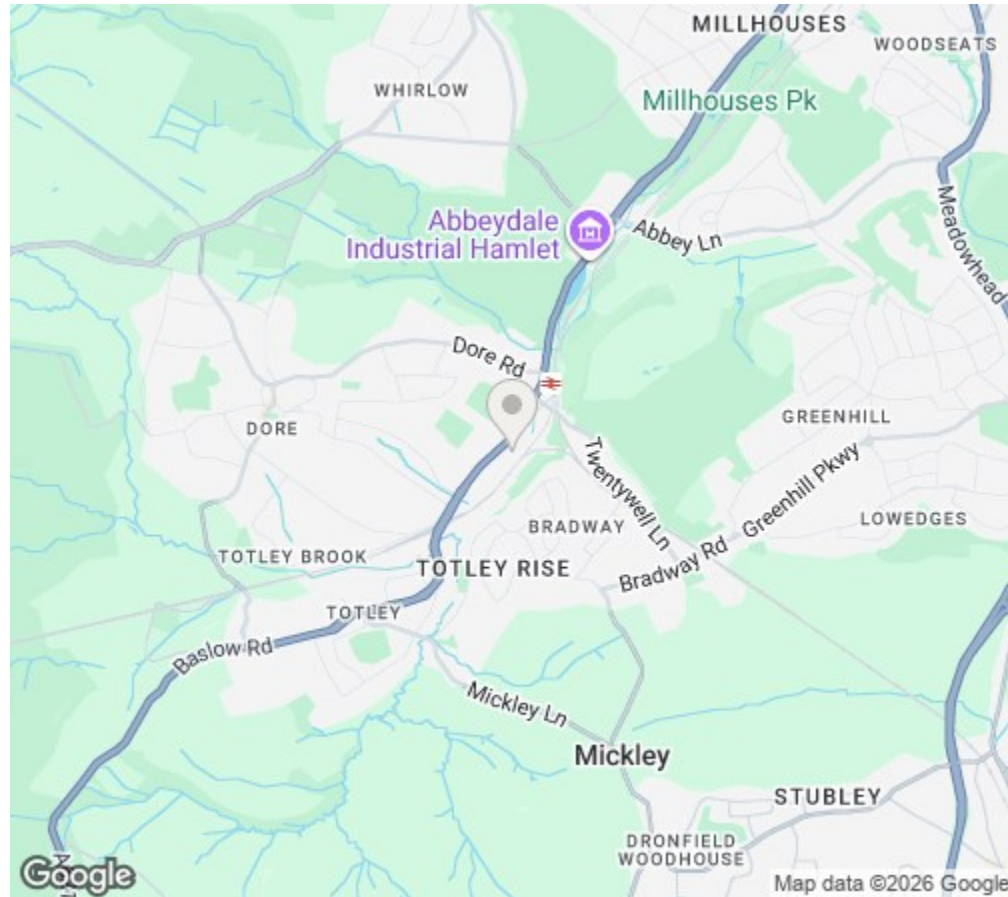 MILLHOUSES
WOODSEATS
WHIRLOW
Millhouses Pk
Meadowhead
Abbeydale
Industrial Hamlet
Abbey Ln
Dore Rd
GREENHILL
DORE
Twentywell Ln
Greenhill Pkwy
LOWEDGES
BRADWAY
TOTLEY BROOK
TOTLEY RISE
Bradway Rd
TOTLEY
Baslow Rd
Mickley Ln
Mickley
STUBLEY
DRONFIELD
WOODHOUSE
Google
Map data ©2026 Google